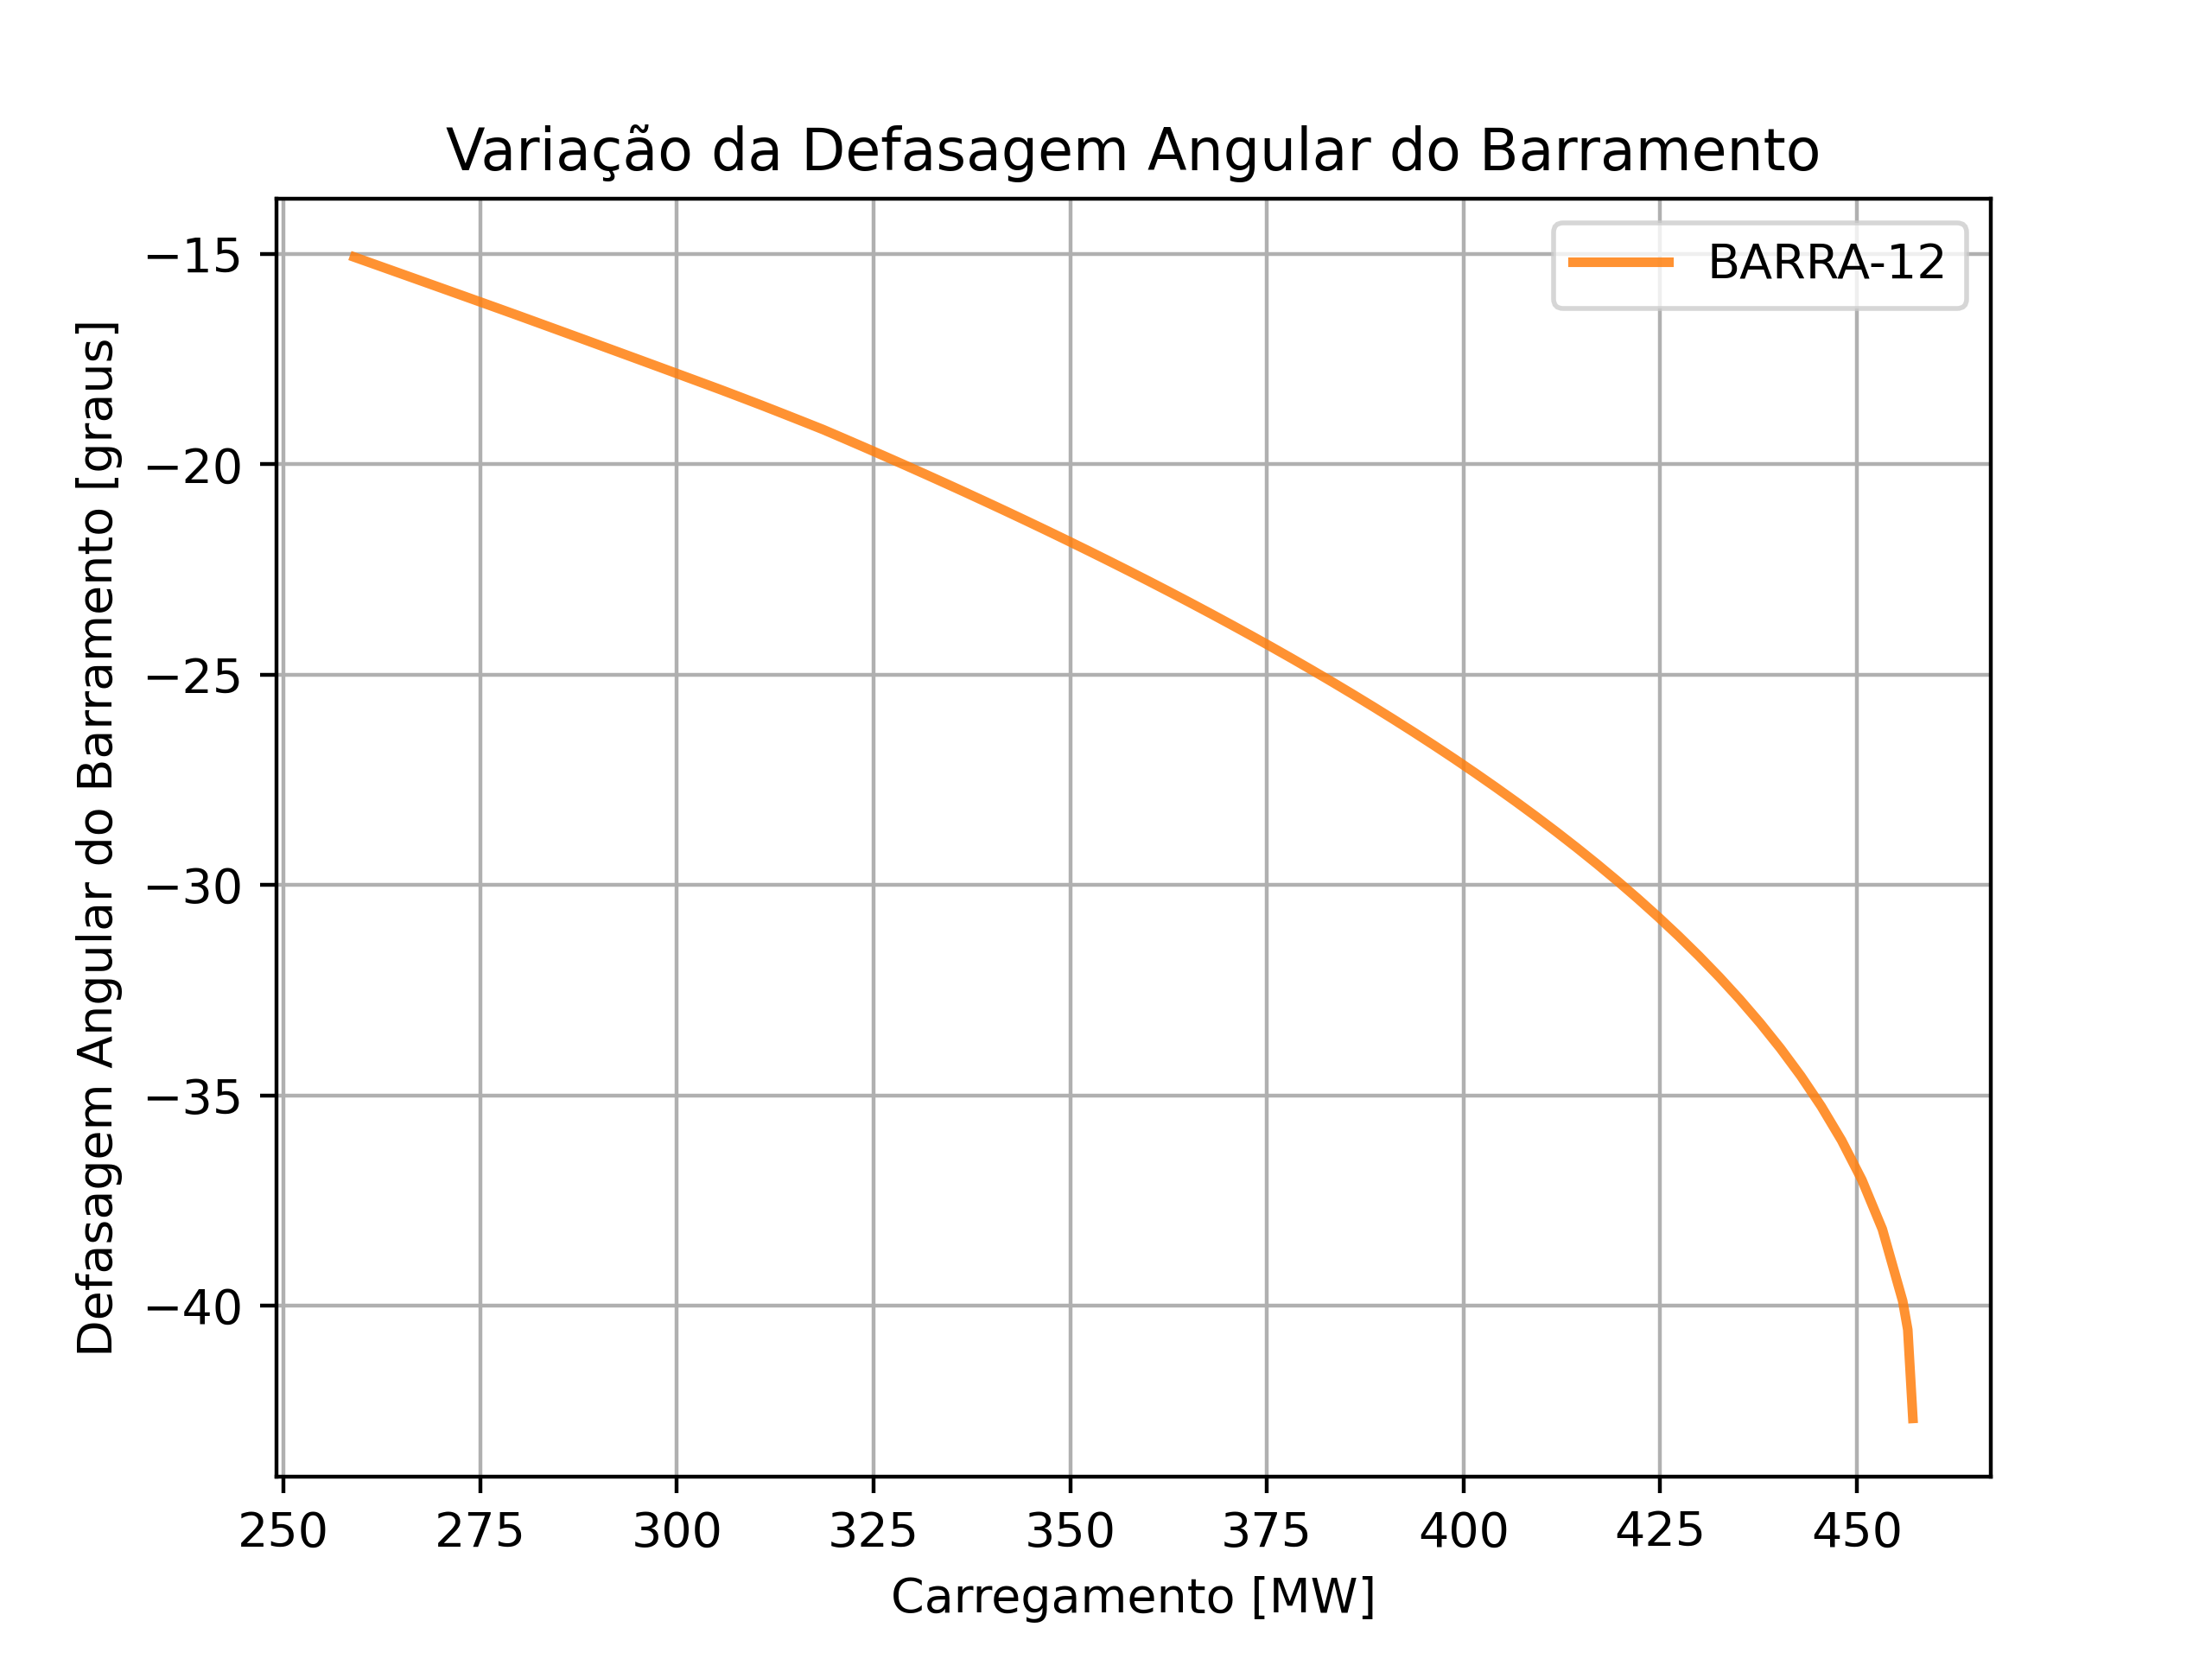 Variação da Defasagem Angular do Barramento
BARRA-12
Defasagem Angular do Barramento [graus]
−15
−20
−25
−30
−35
−40
250 275 300 325 350 375 400 425 450
Carregamento [MW]